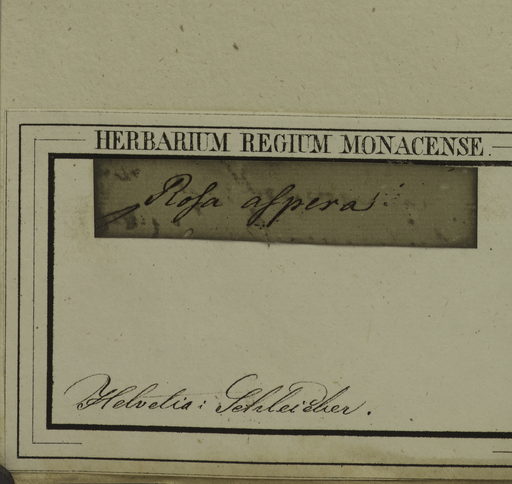 HERBARIUM REGIUM MONACENSE.
Roſa aſpera
Helvetia: Schleicher.